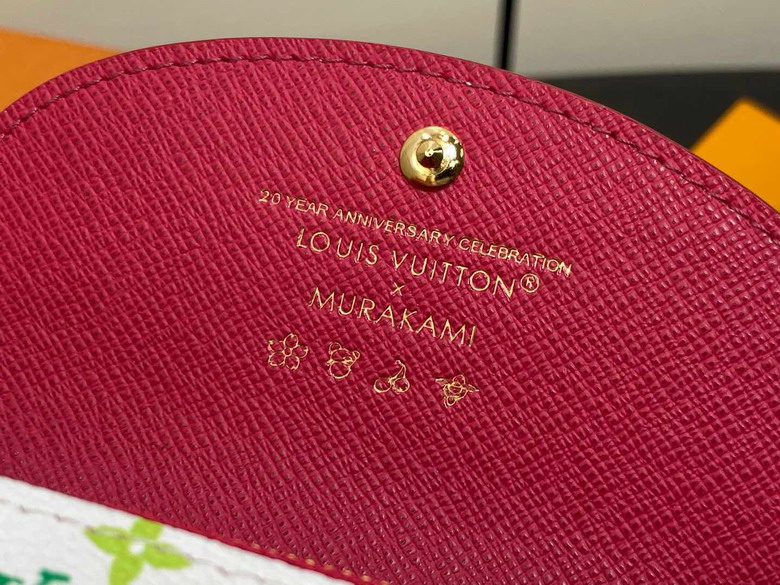 20 YEAR ANNIVERSARY CELEBRATION
LOUIS VUITTON®
×
MURAKAMI